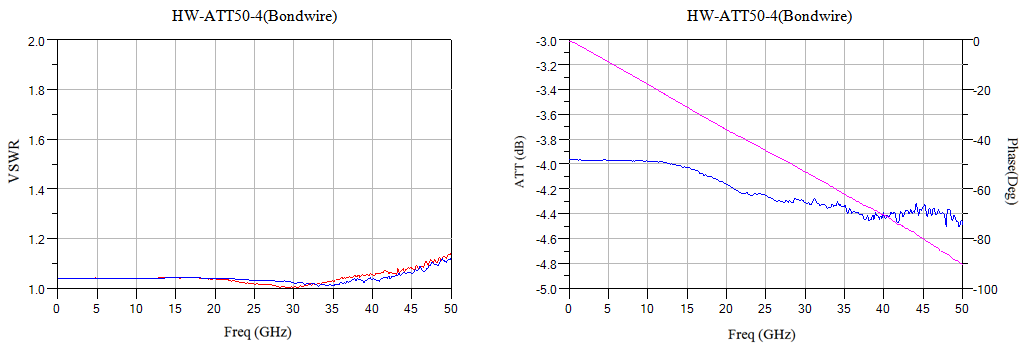 HW-ATT50-4(Bondwire)
2.0
1.8
1.6
1.4
1.2
1.0
VSWR
0 5 10 15 20 25 30 35 40 45 50
Freq (GHz)
HW-ATT50-4(Bondwire)
-3.0
-3.2
-3.4
-3.6
-3.8
-4.0
-4.2
-4.4
-4.6
-4.8
-5.0
ATT (dB)
0
-20
-40
-60
-80
-100
Phase(Deg)
0 5 10 15 20 25 30 35 40 45 50
Freq (GHz)